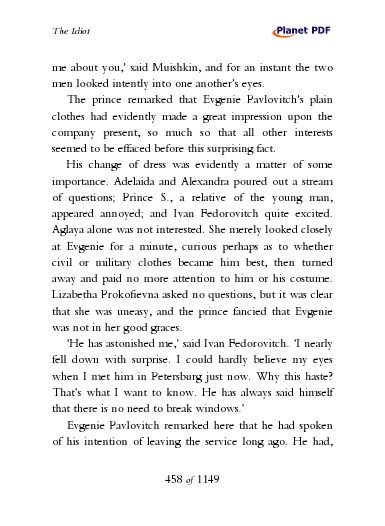 The Idiot
Planet PDF
me about you,' said Muishkin, and for an instant the two
men looked intently into one another's eyes.
The prince remarked that Evgenie Pavlovitch's plain
clothes had evidently made a great impression upon the
company present, so much so that all other interests
seemed to be effaced before this surprising fact.
His change of dress was evidently a matter of some
importance. Adelaida and Alexandra poured out a stream
of questions; Prince S., a relative of the young man,
appeared annoyed; and Ivan Fedorovitch quite excited.
Aglaya alone was not interested. She merely looked closely
at Evgenie for a minute, curious perhaps as to whether
civil or military clothes became him best, then turned
away and paid no more attention to him or his costume.
Lizabetha Prokofievna asked no questions, but it was clear
that she was uneasy, and the prince fancied that Evgenie
was not in her good graces.
'He has astonished me,' said Ivan Fedorovitch. 'I nearly
fell down with surprise. I could hardly believe my eyes
when I met him in Petersburg just now. Why this haste?
That's what I want to know. He has always said himself
that there is no need to break windows.'
Evgenie Pavlovitch remarked here that he had spoken
of his intention of leaving the service long ago. He had,
458 of 1149